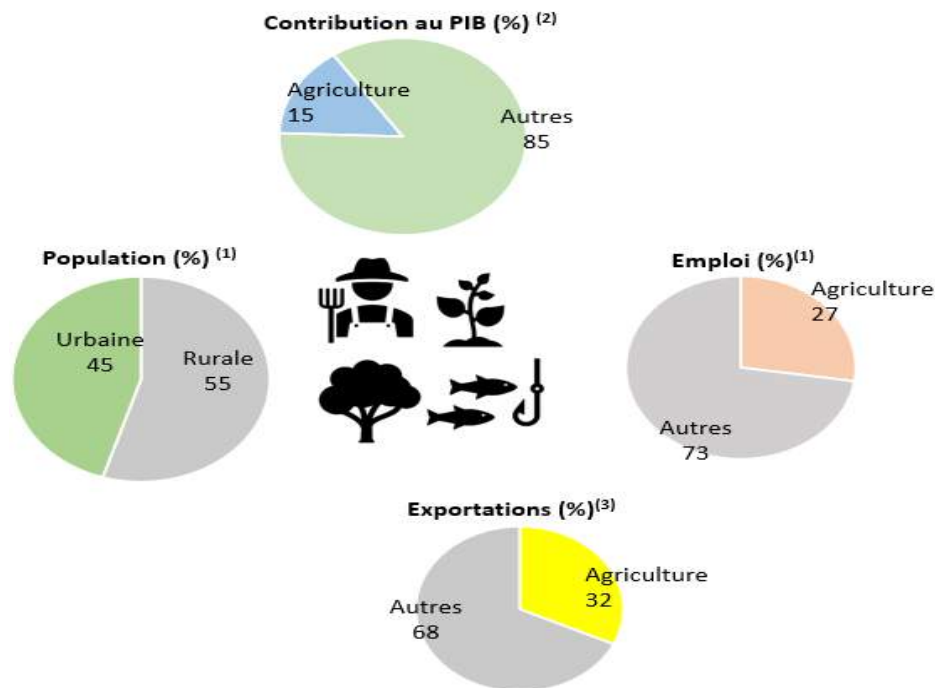 Contribution au PIB (%) (2)
Agriculture
15
Autres
85
Population (%) (1)
Urbaine
45
Rurale
55
Emploi (%)(1)
Agriculture
27
Autres
73
Exportations (%)(3)
Agriculture
32
Autres
68